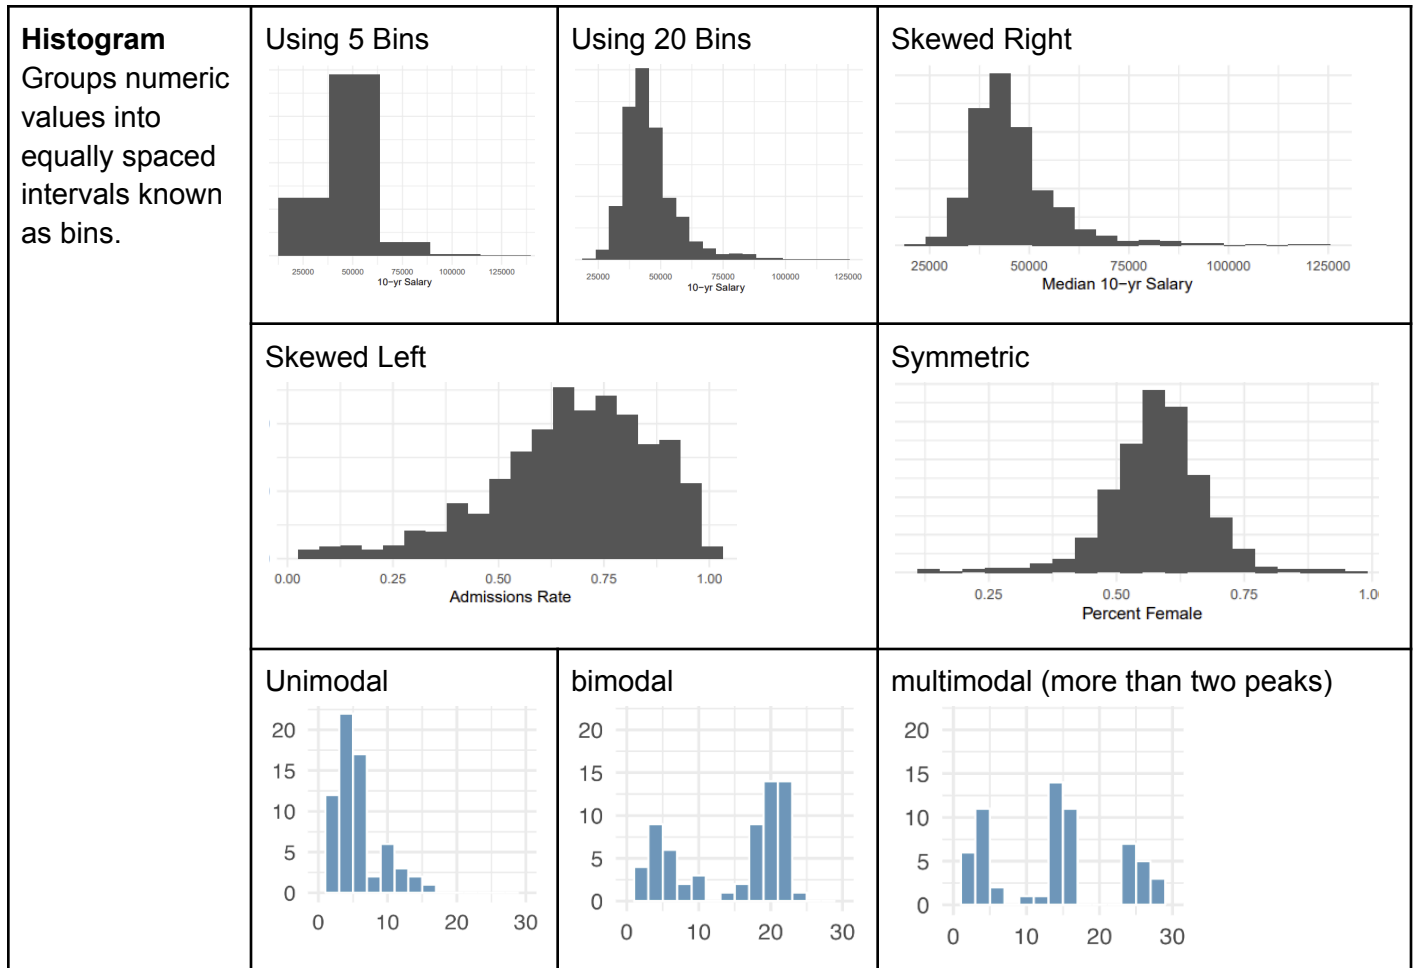 Histogram
Groups numeric
values into
equally spaced
intervals known
as bins.
Using 5 Bins
25000 50000 75000 100000 125000
10-yr Salary
Using 20 Bins
25000 50000 75000 100000 125000
10-yr Salary
Skewed Right
25000 50000 75000 100000 125000
Median 10-yr Salary
Skewed Left
0.00 0.25 0.50 0.75 1.00
Admissions Rate
Symmetric
0.25 0.50 0.75 1.0
Percent Female
Unimodal
20
15
10
5
0
0 10 20 30
bimodal
20
15
10
5
0
0 10 20 30
multimodal (more than two peaks)
20
15
10
5
0
0 10 20 30